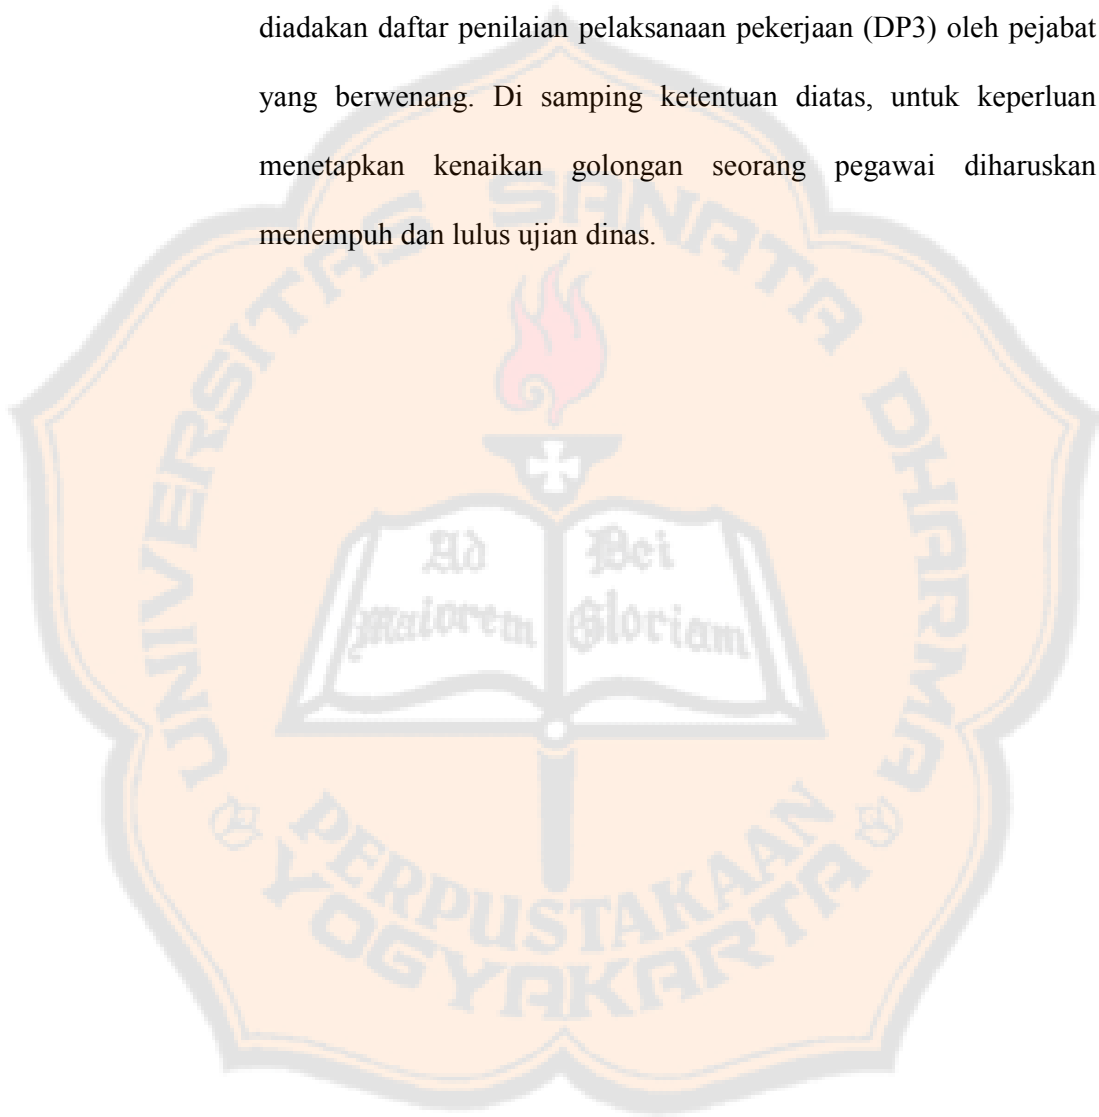 diadakan daftar penilaian pelaksanaan pekerjaan (DP3) oleh pejabat
yang berwenang. Di samping ketentuan diatas, untuk keperluan
menetapkan kenaikan golongan seorang pegawai diharuskan
menempuh dan lulus ujian dinas.
UNIVERSITAS SANATA DHARMA
Ad Dei
maiorem Gloriam
PERPUSTAKAAN
YOGYAKARTA